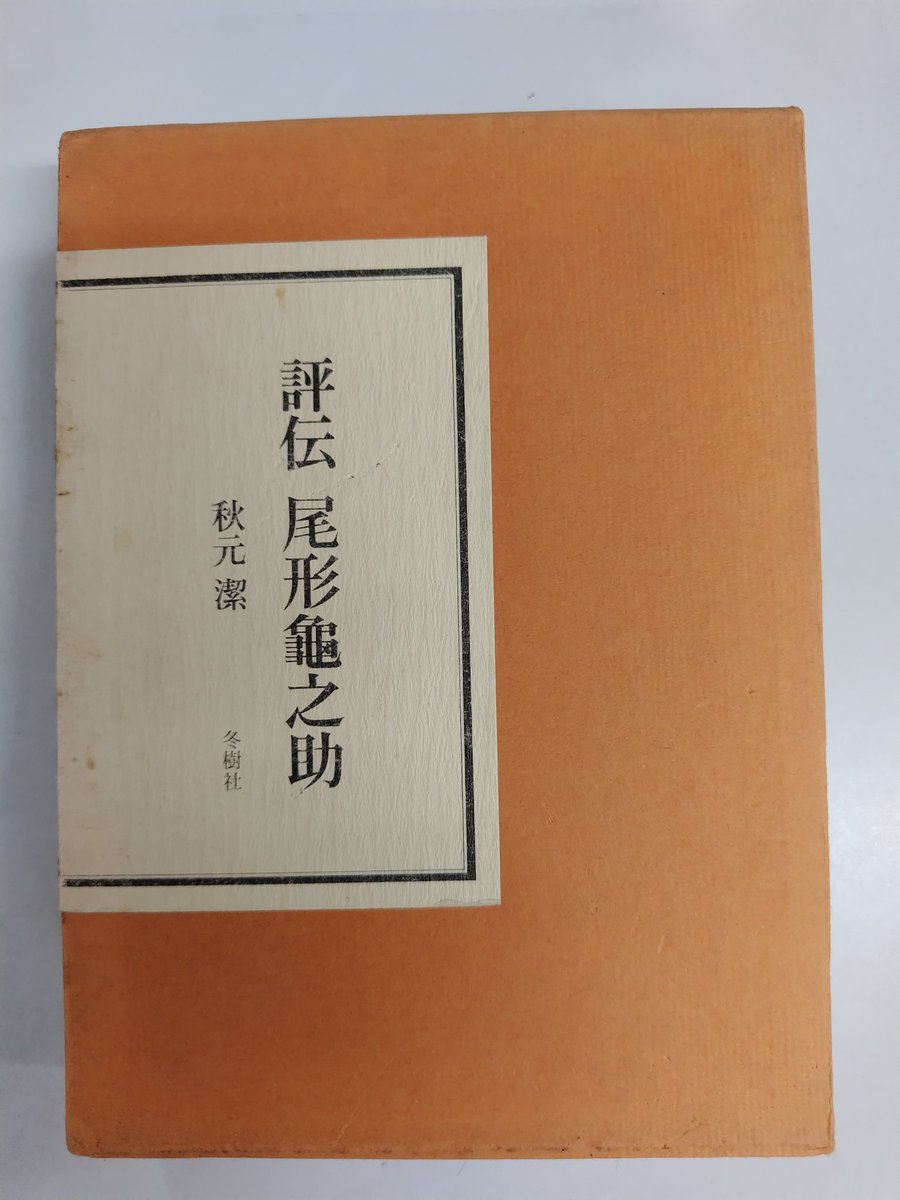 評伝 尾形龜之助
秋元 潔
冬樹社